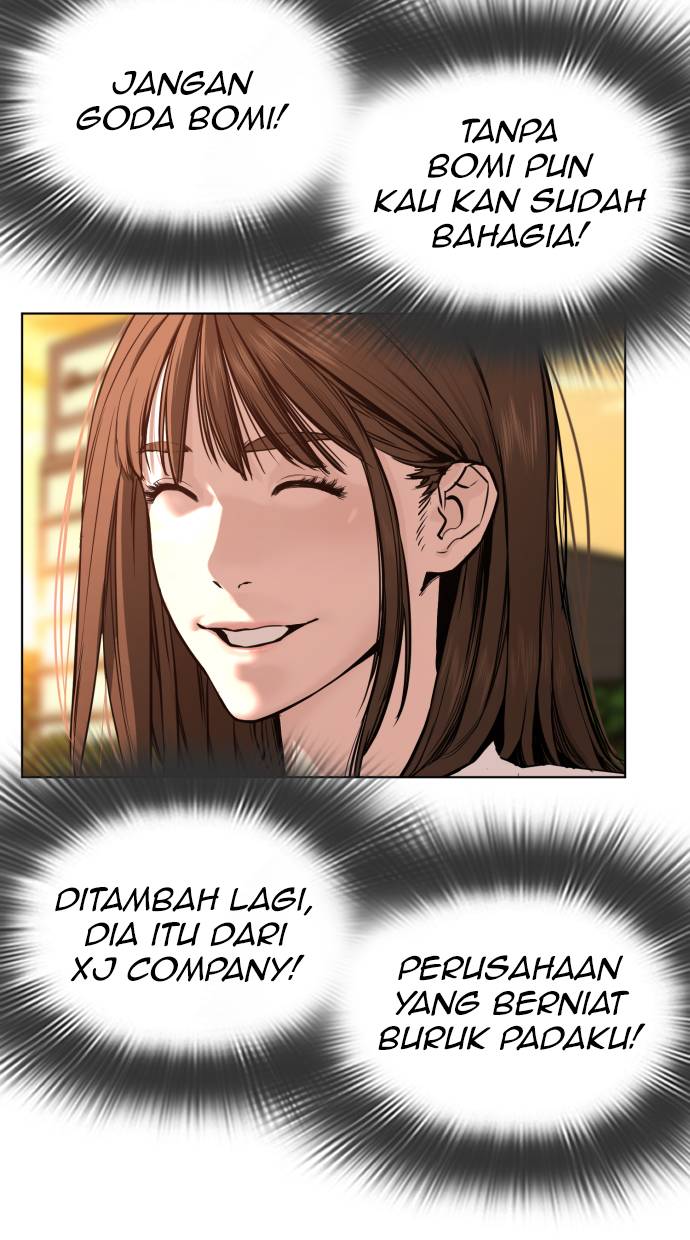 JANGAN
GODA BOMI!
TANPA
BOMI PUN
KAU KAN SUDAH
BAHAGIA!
DITAMBAH LAGI,
DIA ITU DARI
XJ COMPANY!
PERUSAHAAN
YANG BERNIAT
BURUK PADAKU!